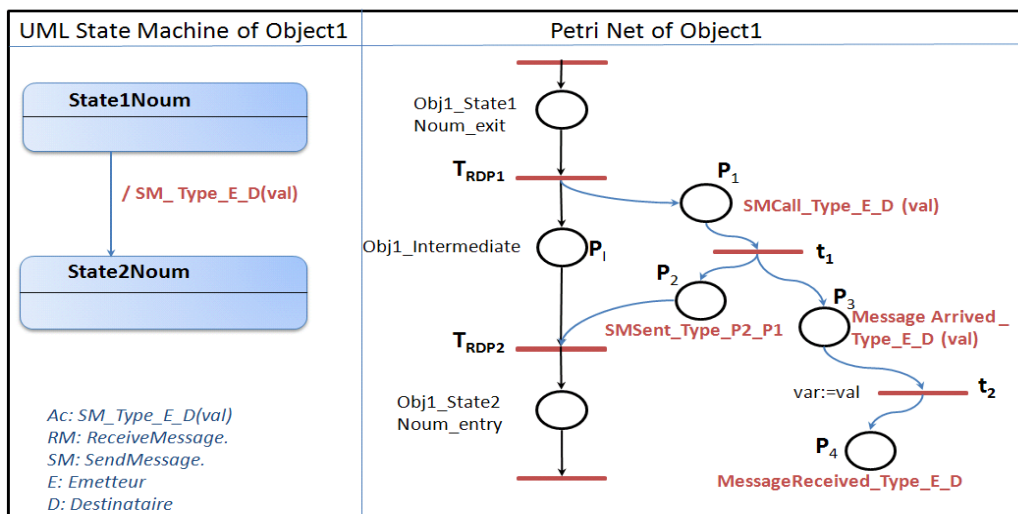 UML State Machine of Object1
Petri Net of Object1
State1Noum
/ SM_ Type_E_D(val)
State2Noum
Ac: SM_Type_E_D(val)
RM: ReceiveMessage.
SM: SendMessage.
E: Emetteur
D: Destinataire
Obj1_State1
Noum_exit
TRDP1
P1
SMCall_Type_E_D (val)
Obj1_Intermediate
PI
t1
P2
P3
SMSent_Type_P2_P1
Message Arrived_
Type_E_D (val)
TRDP2
var:=val
t2
Obj1_State2
Noum_entry
P4
MessageReceived_Type_E_D